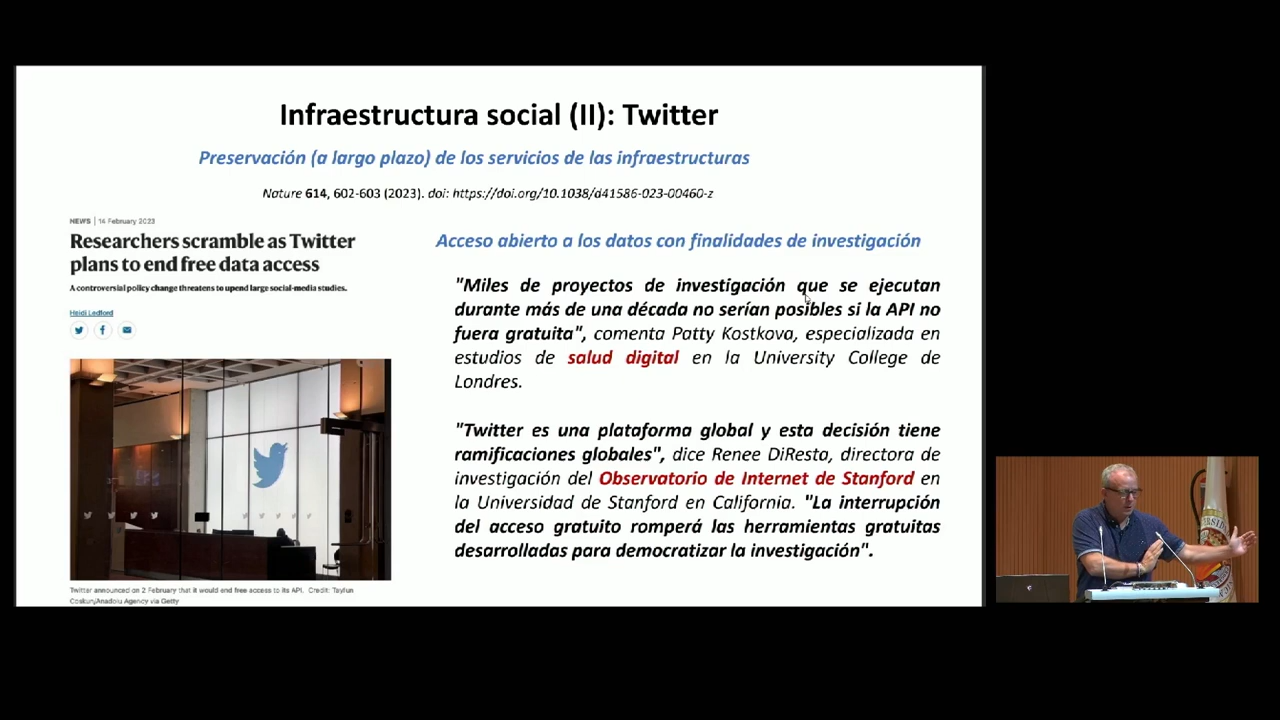 Infraestructura social (II): Twitter
Preservación (a largo plazo) de los servicios de las infraestructuras
Nature 614, 602-603 (2023). doi: https://doi.org/10.1038/d41586-023-00460-z
NEWS | 14 February 2023
Researchers scramble as Twitter
plans to end free data access
A controversial policy change threatens to upend large social-media studies.
Heidi Ledford
Twitter announced on 2 February that it would end free access to its API. Credit: Tayfun
Coskun/Anadolu Agency via Getty
Acceso abierto a los datos con finalidades de investigación
"Miles de proyectos de investigación que se ejecutan
durante más de una década no serían posibles si la API no
fuera gratuita", comenta Patty Kostkova, especializada en
estudios de salud digital en la University College de
Londres.
"Twitter es una plataforma global y esta decisión tiene
ramificaciones globales", dice Renee DiResta, directora de
investigación del Observatorio de Internet de Stanford en
la Universidad de Stanford en California. "La interrupción
del acceso gratuito romperá las herramientas gratuitas
desarrolladas para democratizar la investigación".